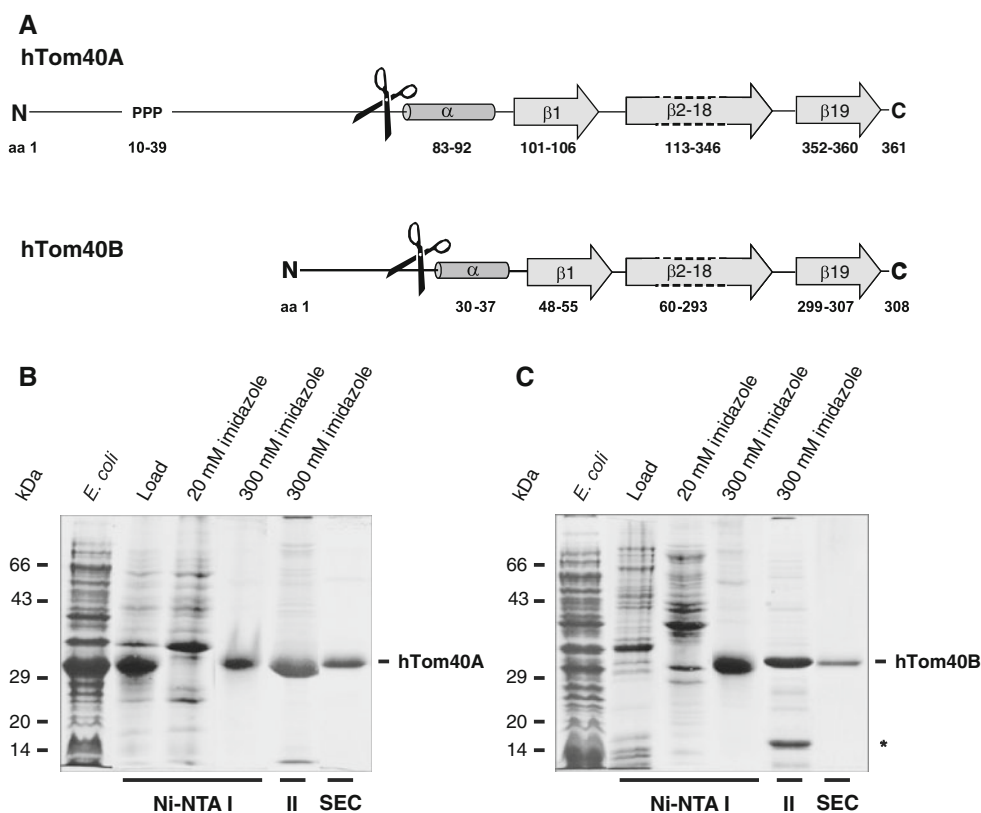 A
hTom40A
N PPP α β1 β2-18 β19 C
aa 1 10-39 83-92 101-106 113-346 352-360 361
hTom40B
N α β1 β2-18 β19 C
aa 1 30-37 48-55 60-293 299-307 308
B
kDa E. coli Load 20 mM imidazole 300 mM imidazole 300 mM imidazole
66
43
29
20
14
hTom40A
Ni-NTA I II SEC
C
kDa E. coli Load 20 mM imidazole 300 mM imidazole 300 mM imidazole
66
43
29
20
14
hTom40B
*
Ni-NTA I II SEC